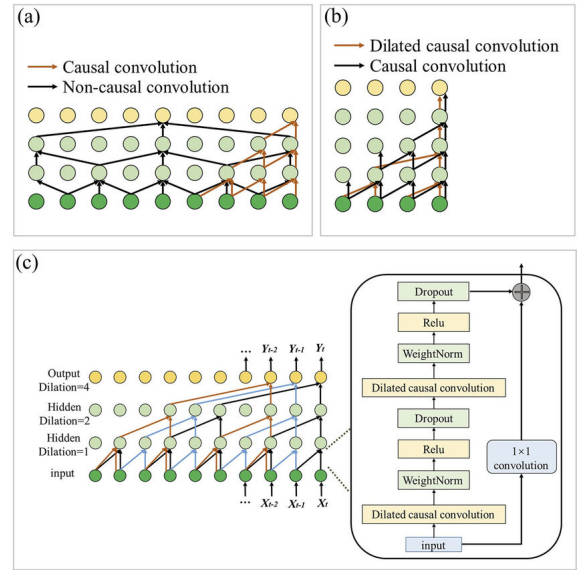 (a)
Causal convolution
Non-causal convolution
(b)
Dilated causal convolution
Causal convolution
(c)
... Yt-2 Yt-1 Yt
Output
Dilation=4
Hidden
Dilation=2
Hidden
Dilation=1
input
... Xt-2 Xt-1 Xt
Dropout
Relu
WeightNorm
Dilated causal convolution
Dropout
Relu
WeightNorm
Dilated causal convolution
input
1×1
convolution